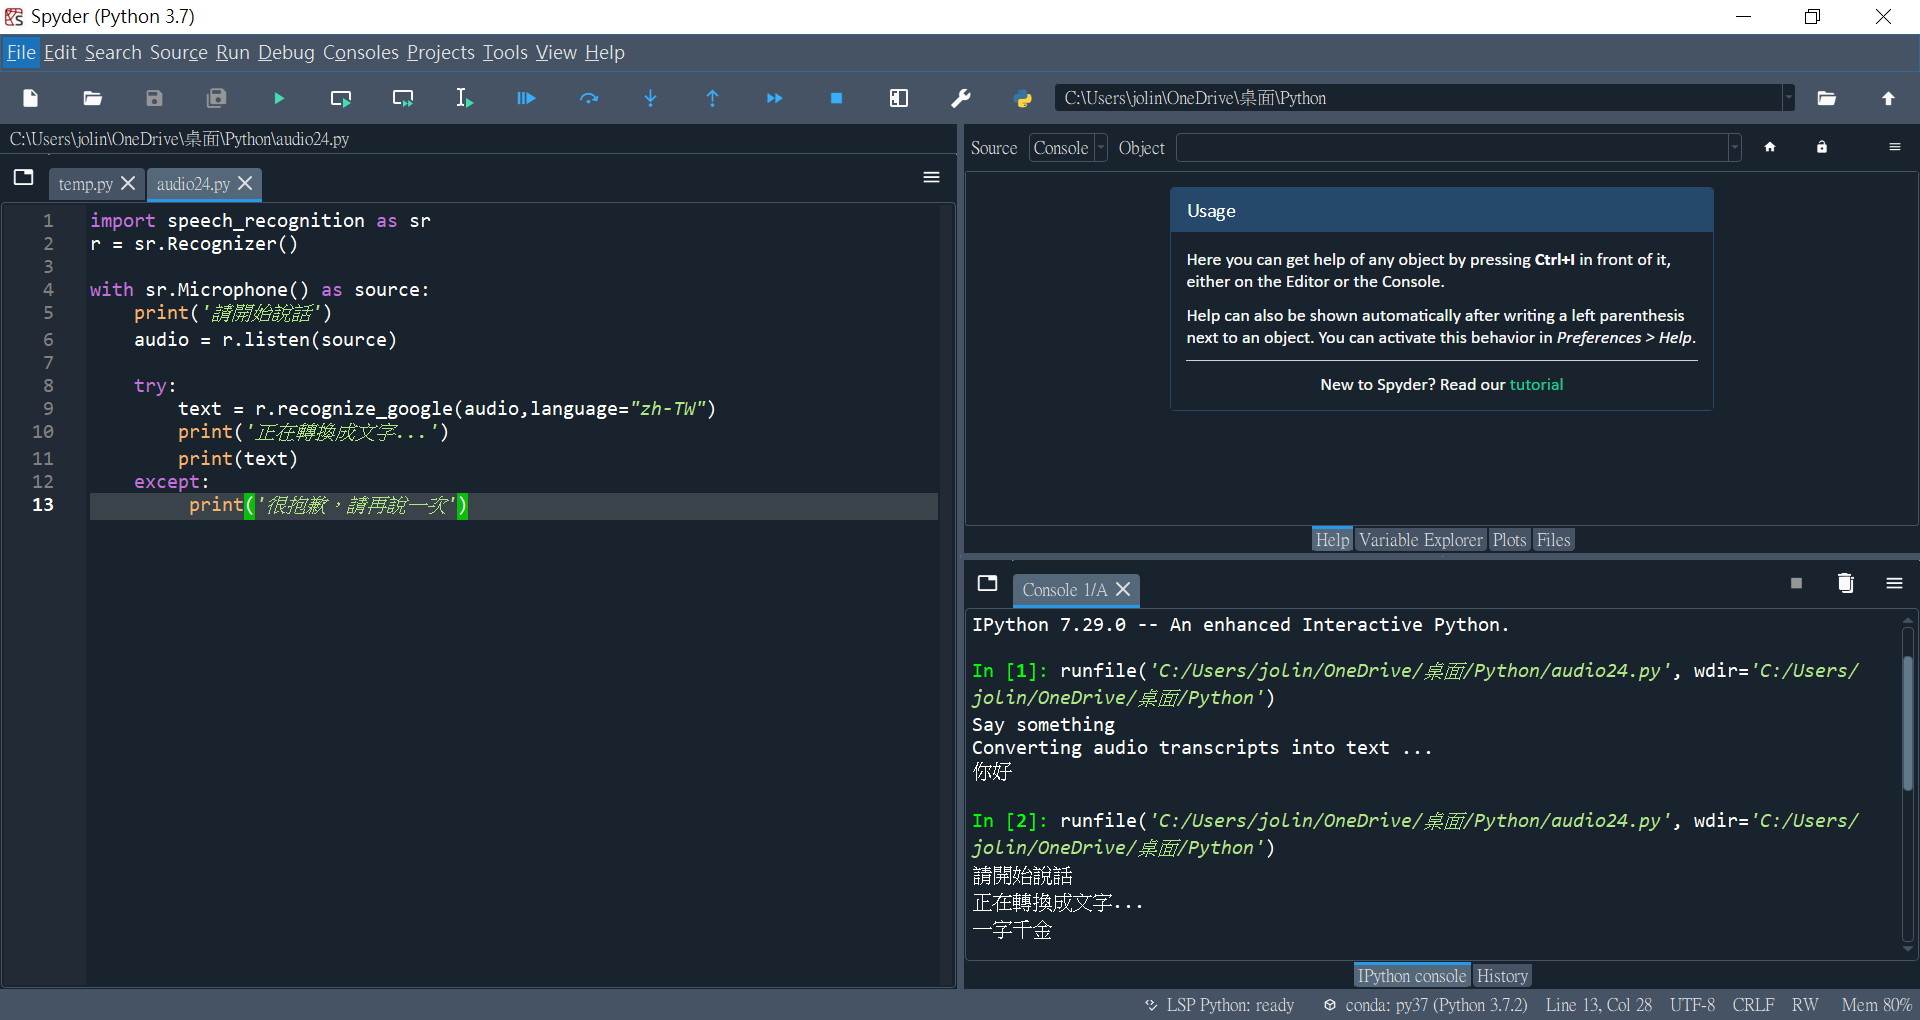 Spyder (Python 3.7)
File Edit Search Source Run Debug Consoles Projects Tools View Help
C:\Users\jolin\OneDrive\桌面\Python
C:\Users\jolin\OneDrive\桌面\Python\audio24.py
temp.py
audio24.py
1 import speech_recognition as sr
2 r = sr.Recognizer()
3
4 with sr.Microphone() as source:
5     print('請開始說話')
6     audio = r.listen(source)
7
8     try:
9         text = r.recognize_google(audio,language="zh-TW")
10         print('正在轉換成文字...')
11         print(text)
12     except:
13          print('很抱歉，請再說一次')
Source Console Object
Usage
Here you can get help of any object by pressing Ctrl+I in front of it,
either on the Editor or the Console.
Help can also be shown automatically after writing a left parenthesis
next to an object. You can activate this behavior in Preferences > Help.
New to Spyder? Read our tutorial
Help Variable Explorer Plots Files
Console 1/A
IPython 7.29.0 -- An enhanced Interactive Python.
In [1]: runfile('C:/Users/jolin/OneDrive/桌面/Python/audio24.py', wdir='C:/Users/
jolin/OneDrive/桌面/Python')
Say something
Converting audio transcripts into text ...
你好
In [2]: runfile('C:/Users/jolin/OneDrive/桌面/Python/audio24.py', wdir='C:/Users/
jolin/OneDrive/桌面/Python')
請開始說話
正在轉換成文字...
一字千金
IPython console History
LSP Python: ready conda: py37 (Python 3.7.2) Line 13, Col 28 UTF-8 CRLF RW Mem 80%